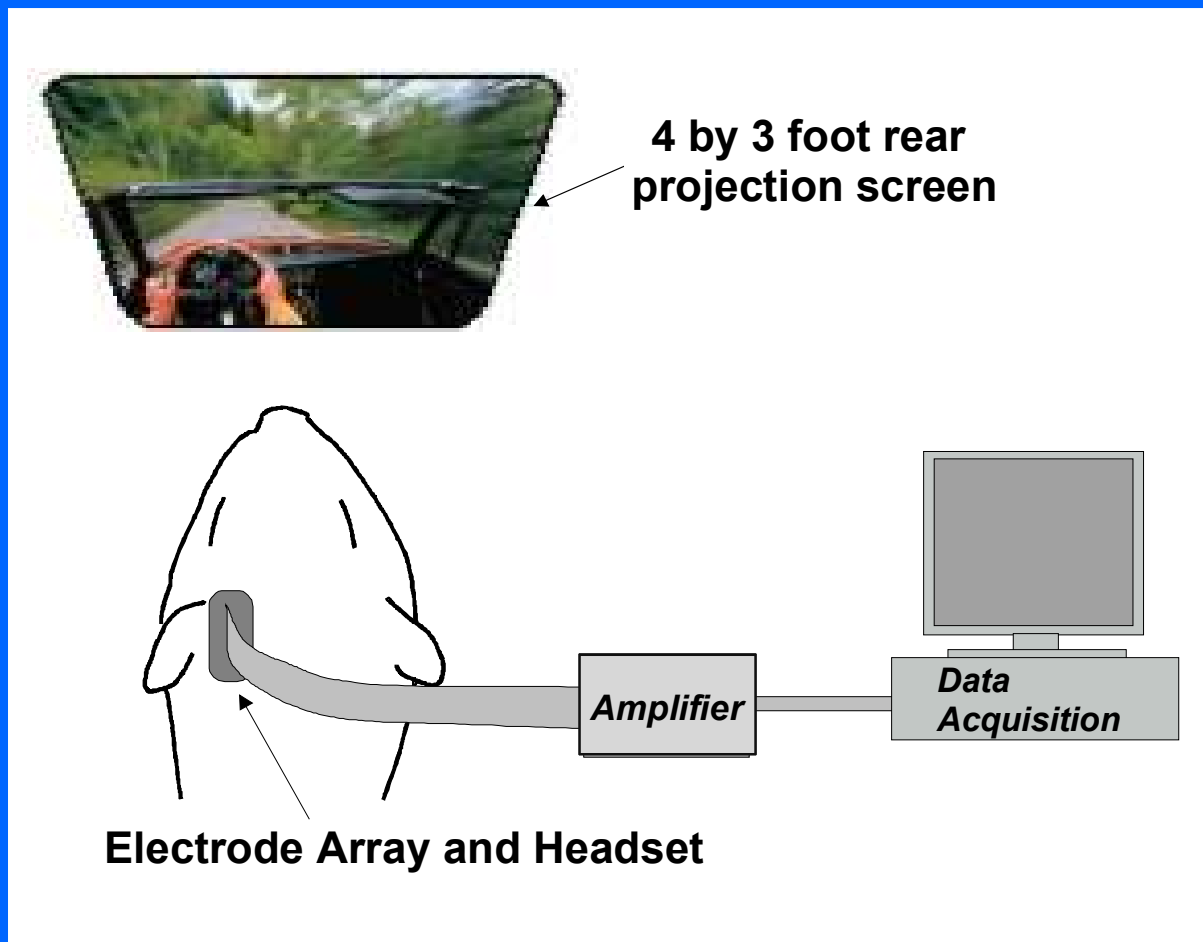 4 by 3 foot rear
projection screen
Amplifier
Data
Acquisition
Electrode Array and Headset